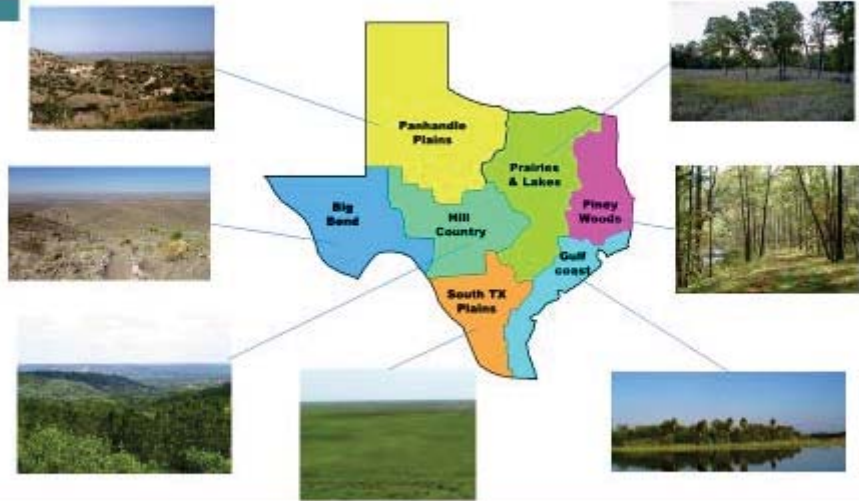 Panhandle
Plains
Prairies
& Lakes
Piney
Woods
Big
Bend
Hill
Country
Gulf
coast
South TX
Plains